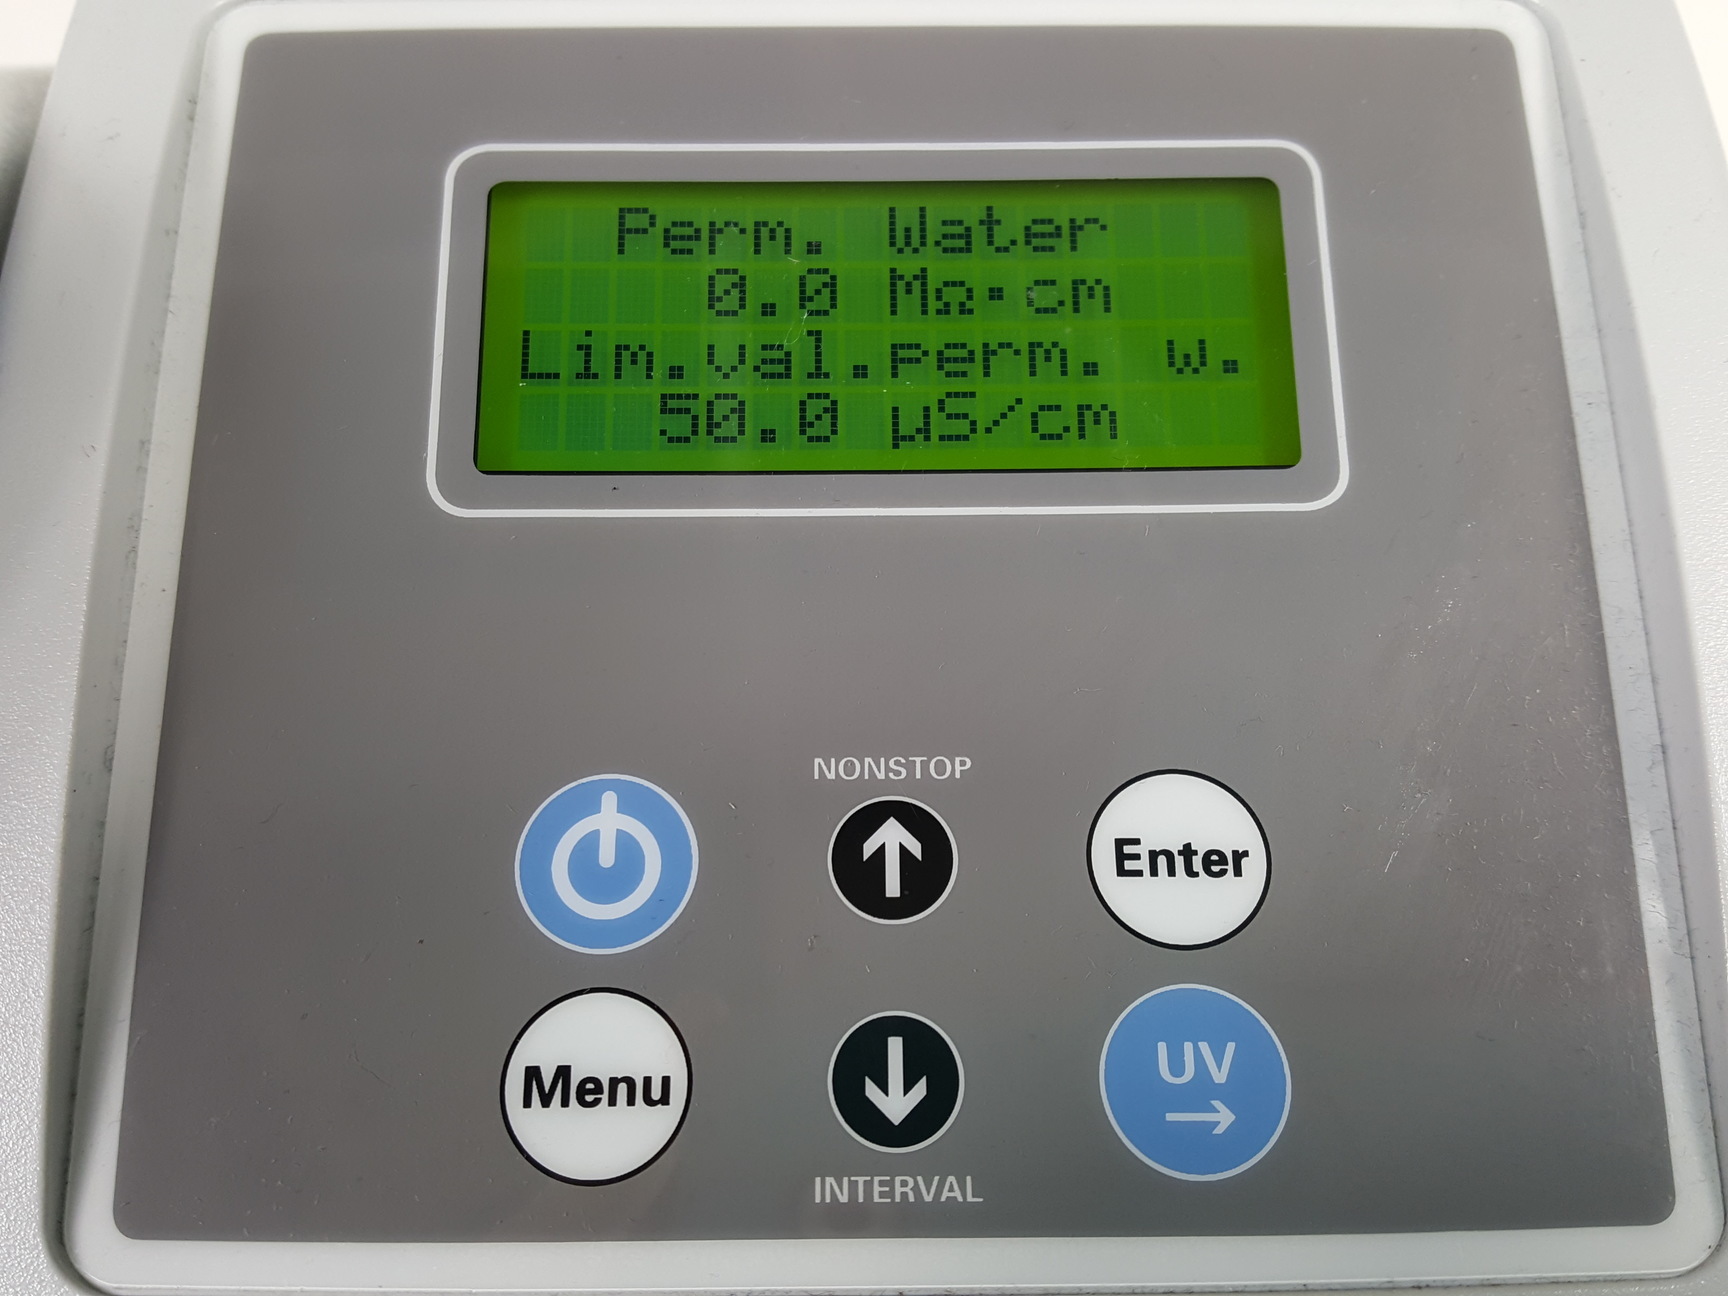 Perm. Water
0.0 MΩ·cm
Lim.val.perm. w.
50.0 µS/cm
NONSTOP
Enter
Menu
UV
INTERVAL